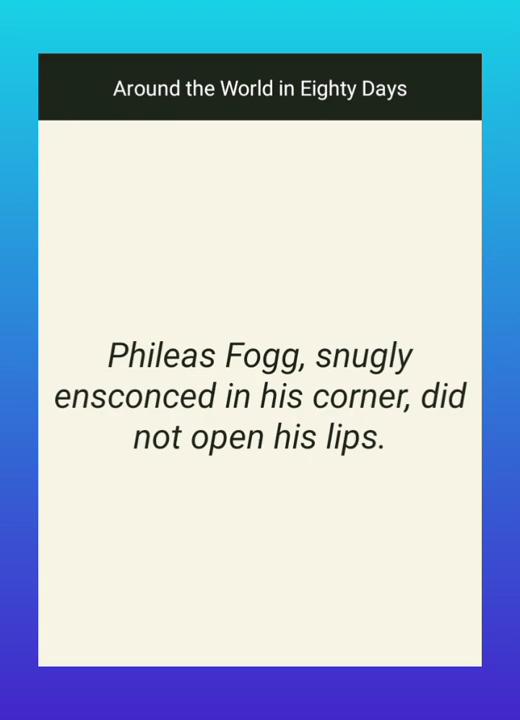 Around the World in Eighty Days
Phileas Fogg, snugly
ensconced in his corner, did
not open his lips.